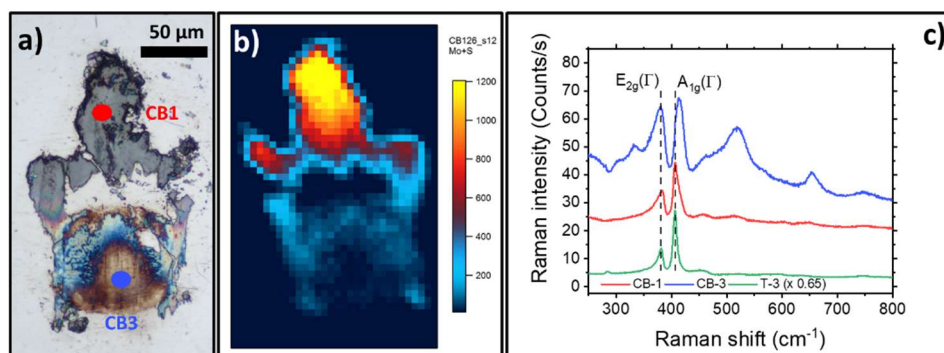 a)
50 µm
CB1
CB3
b)
CB126_s12
Mo+S
1200
1000
800
600
400
200
c)
Raman intensity (Counts/s)
80
70
60
50
40
30
20
10
0
E2g(Γ)
A1g(Γ)
CB-1
CB-3
T-3 (x 0.65)
300
400
500
600
700
800
Raman shift (cm⁻¹)